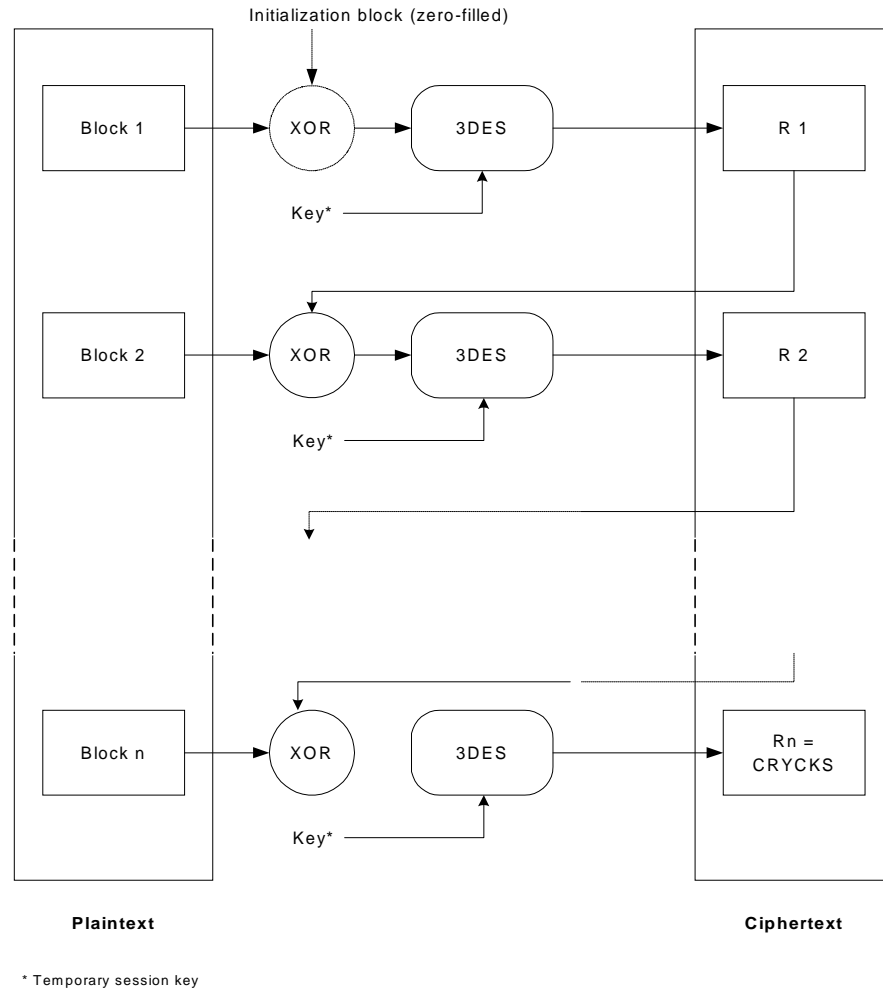 Initialization block (zero-filled)
Block 1
XOR
3DES
R 1
Key*
Block 2
XOR
3DES
R 2
Key*
Block n
XOR
3DES
Rn =
CRYCKS
Key*
Plaintext
Ciphertext
* Temporary session key